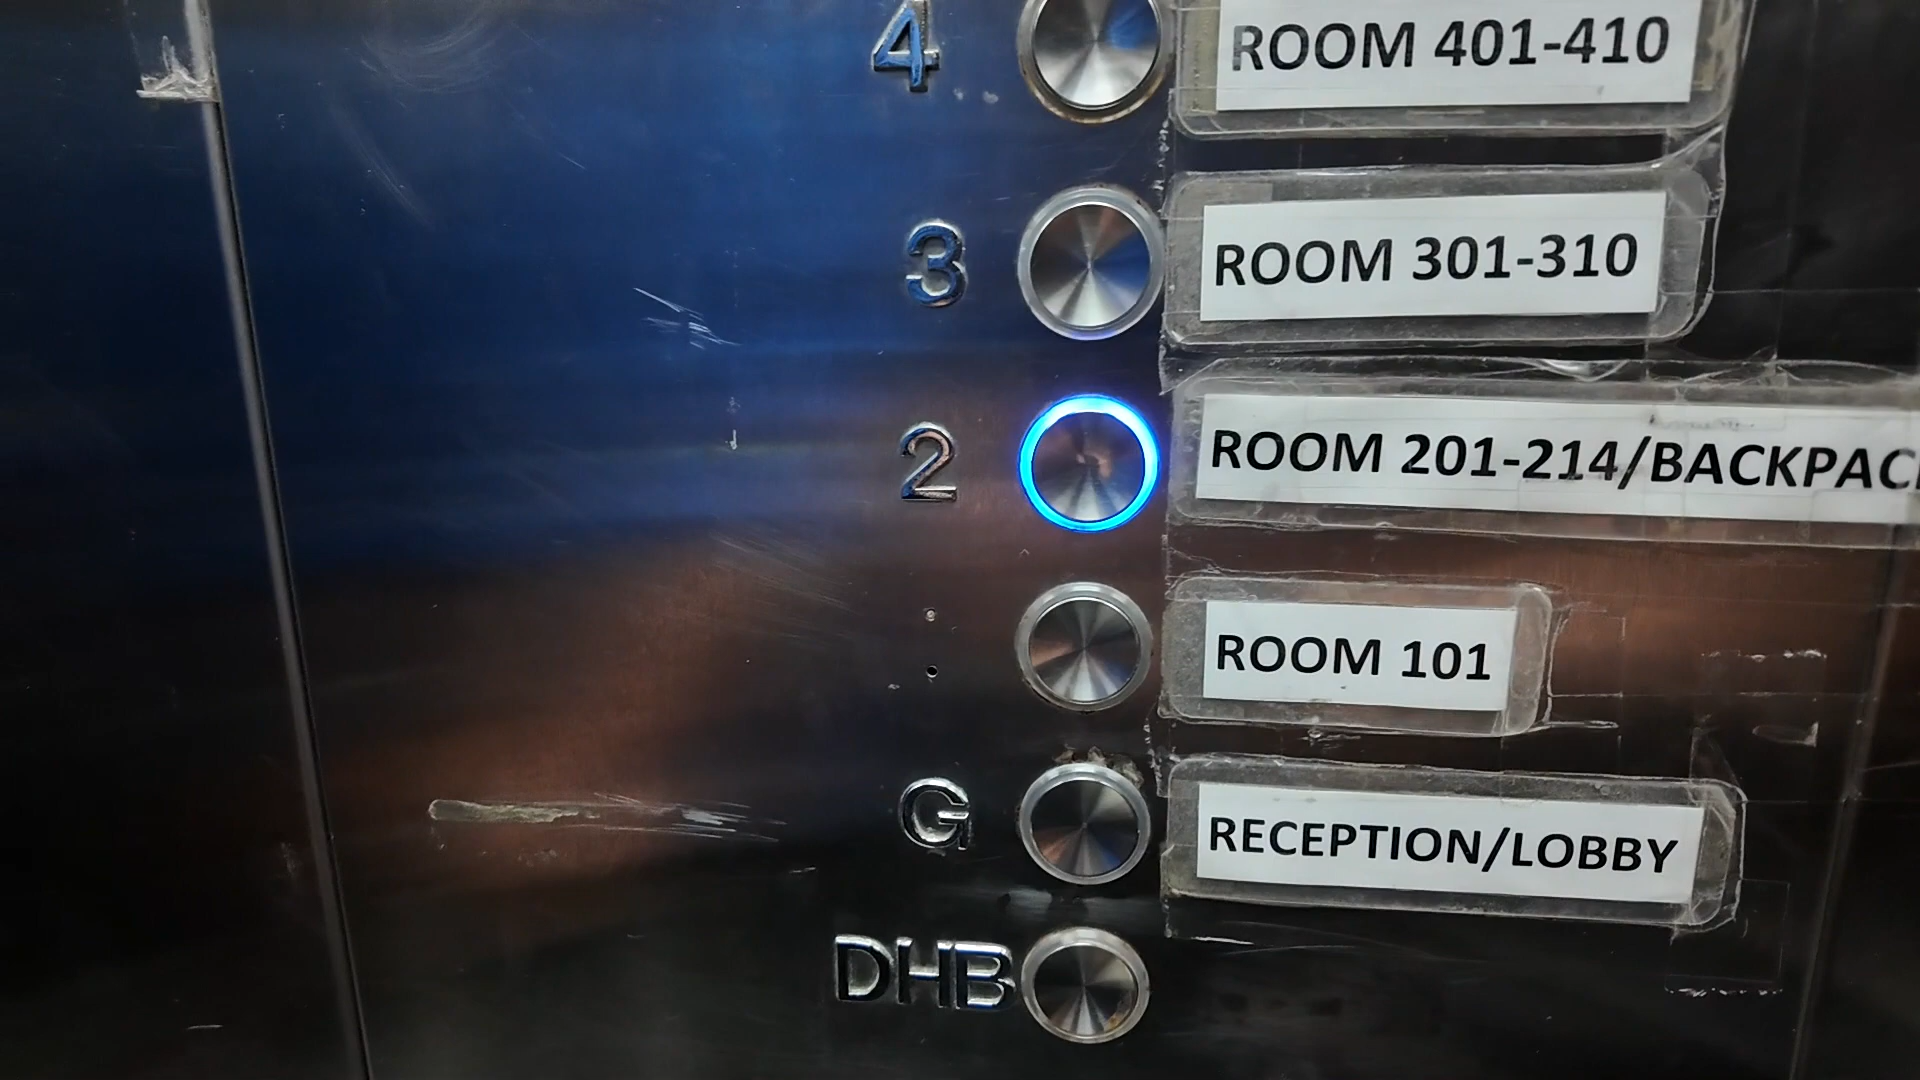 4 ROOM 401-410
3 ROOM 301-310
2 ROOM 201-214/BACKPAC
ROOM 101
G RECEPTION/LOBBY
DHB